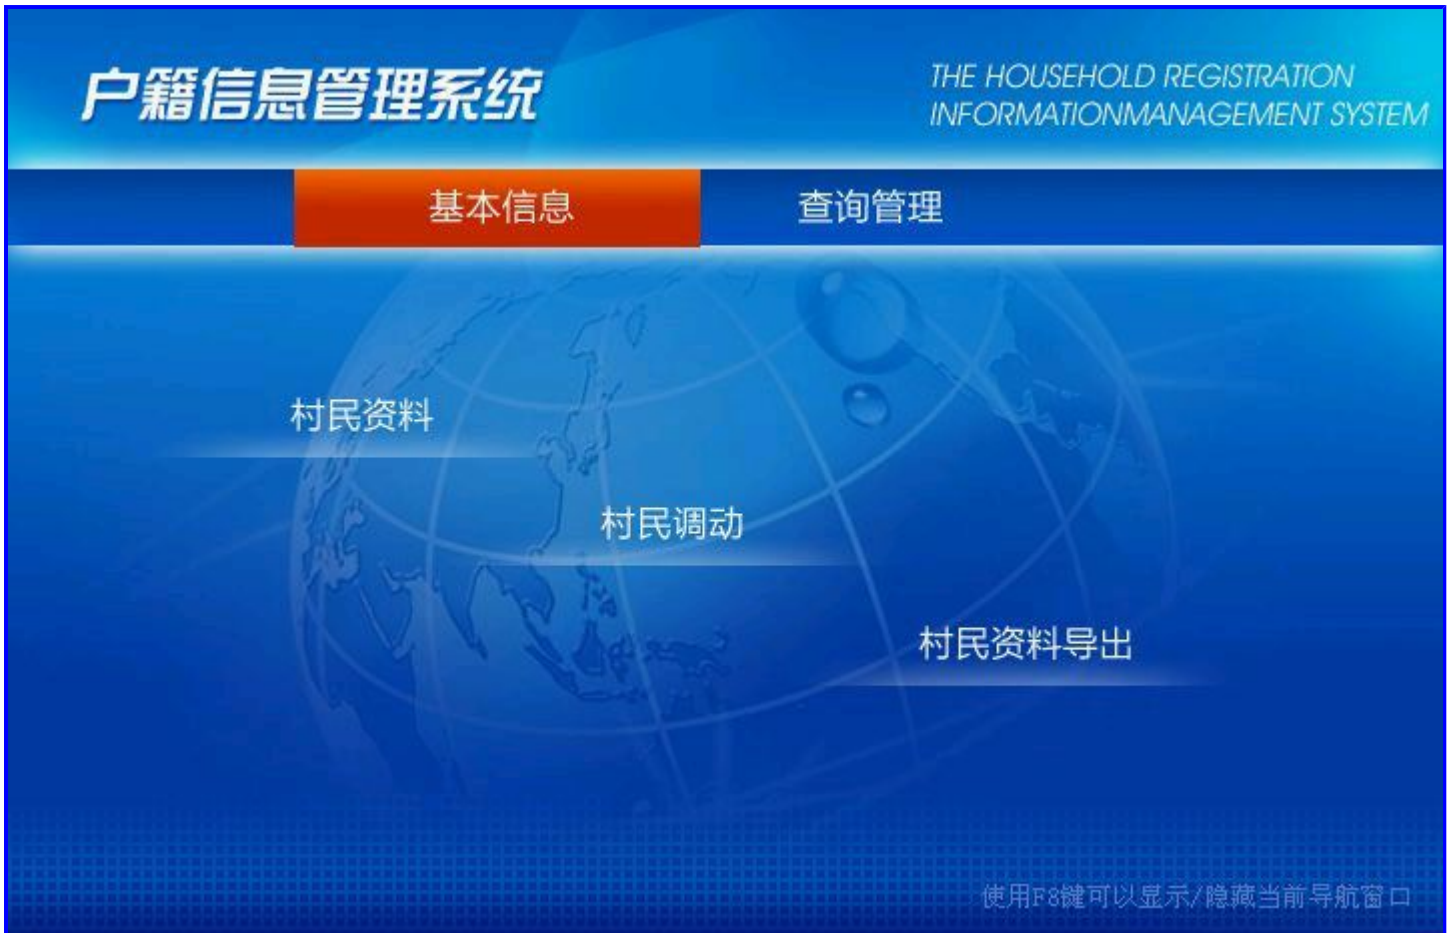 户籍信息管理系统
THE HOUSEHOLD REGISTRATION
INFORMATIONMANAGEMENT SYSTEM
基本信息
查询管理
村民资料
村民调动
村民资料导出
使用F8键可以显示/隐藏当前导航窗口